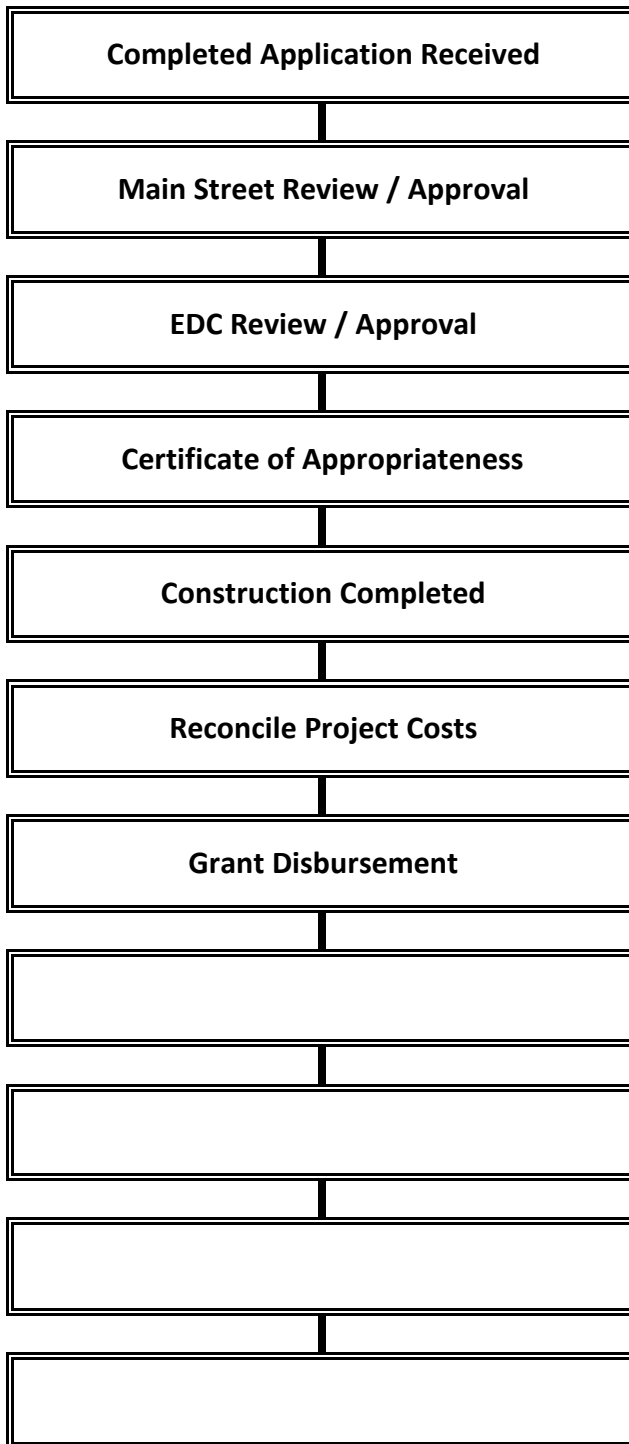 Completed Application Received
Main Street Review / Approval
EDC Review / Approval
Certificate of Appropriateness
Construction Completed
Reconcile Project Costs
Grant Disbursement